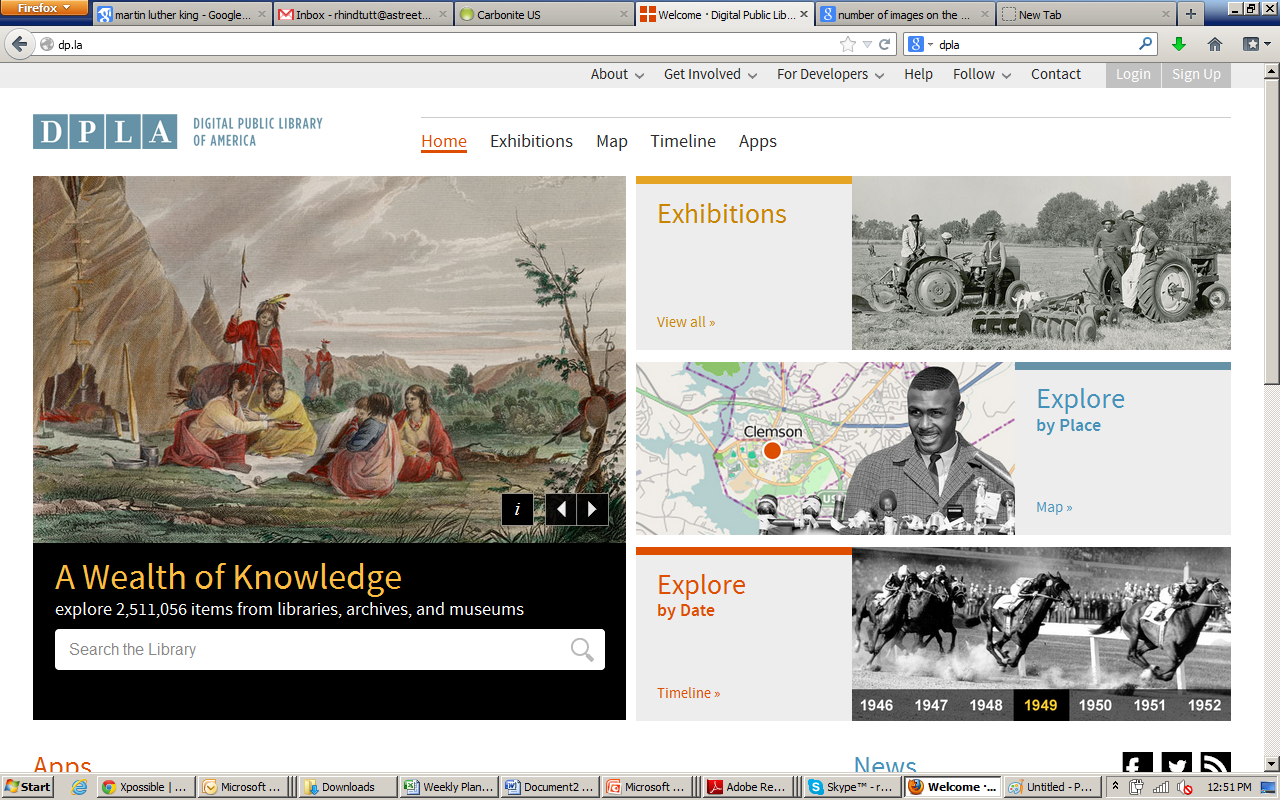 Firefox
martin luther king - Google...
Inbox - rhindtutt@astreet...
Carbonite US
Welcome · Digital Public Lib...
number of images on the ...
New Tab
dp.la
dpla
About
Get Involved
For Developers
Help
Follow
Contact
Login
Sign Up
DPLA
DIGITAL PUBLIC LIBRARY
OF AMERICA
Home
Exhibitions
Map
Timeline
Apps
Exhibitions
View all »
Clemson
US
Explore
by Place
Map »
i
A Wealth of Knowledge
explore 2,511,056 items from libraries, archives, and museums
Search the Library
Explore
by Date
Timeline »
1946 1947 1948 1949 1950 1951 1952
Apps
News
Start
Xpossible | ...
Microsoft ...
Downloads
Weekly Plan...
Document2 ...
Microsoft ...
Adobe Re...
Skype™ - r...
Welcome ·...
Untitled - P...
12:51 PM